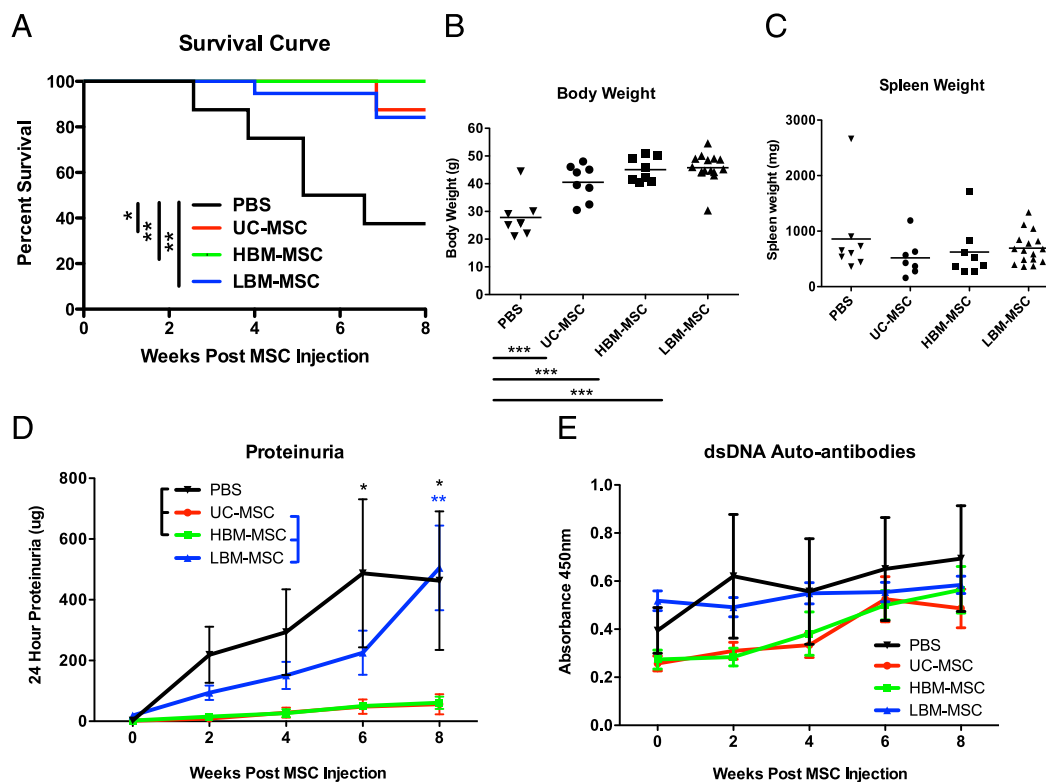 A
Survival Curve
Percent Survival
100
80
60
40
20
0
0 2 4 6 8
Weeks Post MSC Injection
* ** **
PBS
UC-MSC
HBM-MSC
LBM-MSC
B
Body Weight
Body Weight (g)
60
50
40
30
20
10
0
PBS UC-MSC HBM-MSC LBM-MSC
***
***
***
C
Spleen Weight
Spleen weight (mg)
3000
2000
1000
0
PBS UC-MSC HBM-MSC LBM-MSC
D
Proteinuria
24 Hour Proteinuria (ug)
800
600
400
200
0
0 2 4 6 8
Weeks Post MSC Injection
PBS
UC-MSC
HBM-MSC
LBM-MSC
* *
**
E
dsDNA Auto-antibodies
Absorbance 450nm
1.0
0.8
0.6
0.4
0.2
0.0
0 2 4 6 8
Weeks Post MSC Injection
PBS
UC-MSC
HBM-MSC
LBM-MSC